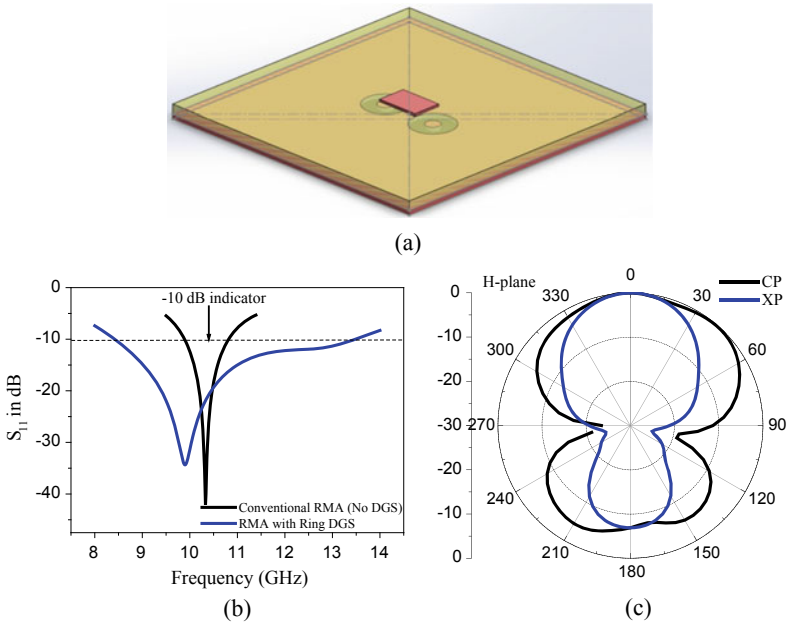 (a)
0
-10
-20
-30
-40
S11 in dB
-10 dB indicator
Conventional RMA (No DGS)
RMA with Ring DGS
8 9 10 11 12 13 14
Frequency (GHz)
(b)
H-plane
CP
XP
0
-10
-20
-30
-20
-10
0
0
30
60
90
120
150
180
210
240
270
300
330
(c)